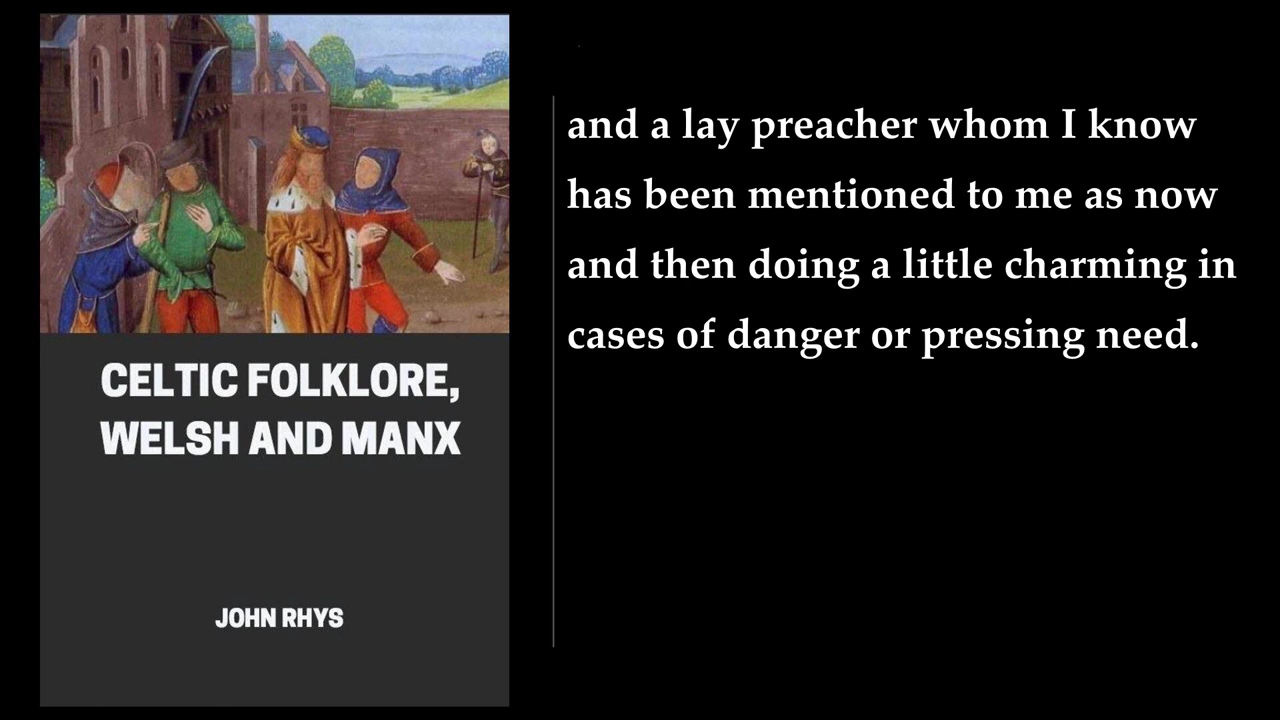 CELTIC FOLKLORE,
WELSH AND MANX
JOHN RHYS
and a lay preacher whom I know
has been mentioned to me as now
and then doing a little charming in
cases of danger or pressing need.